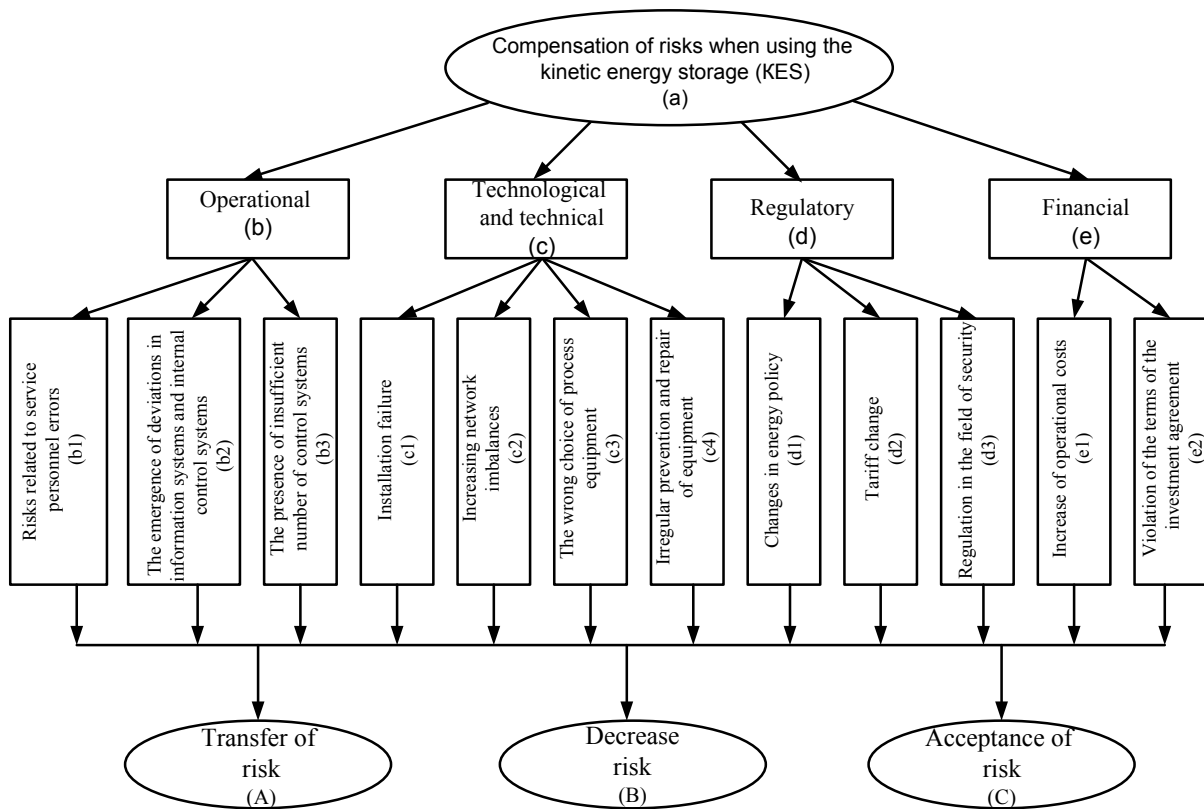 Compensation of risks when using the
kinetic energy storage (KES)
(a)
Operational
(b)
Technological
and technical
(c)
Regulatory
(d)
Financial
(e)
Risks related to service
personnel errors
(b1)
The emergence of deviations in
information systems and internal
control systems
(b2)
The presence of insufficient
number of control systems
(b3)
Installation failure
(c1)
Increasing network
imbalances
(c2)
The wrong choice of process
equipment
(c3)
Irregular prevention and repair
of equipment
(c4)
Changes in energy policy
(d1)
Tariff change
(d2)
Regulation in the field of security
(d3)
Increase of operational costs
(e1)
Violation of the terms of the
investment agreement
(e2)
Transfer of
risk
(A)
Decrease
risk
(B)
Acceptance of
risk
(C)